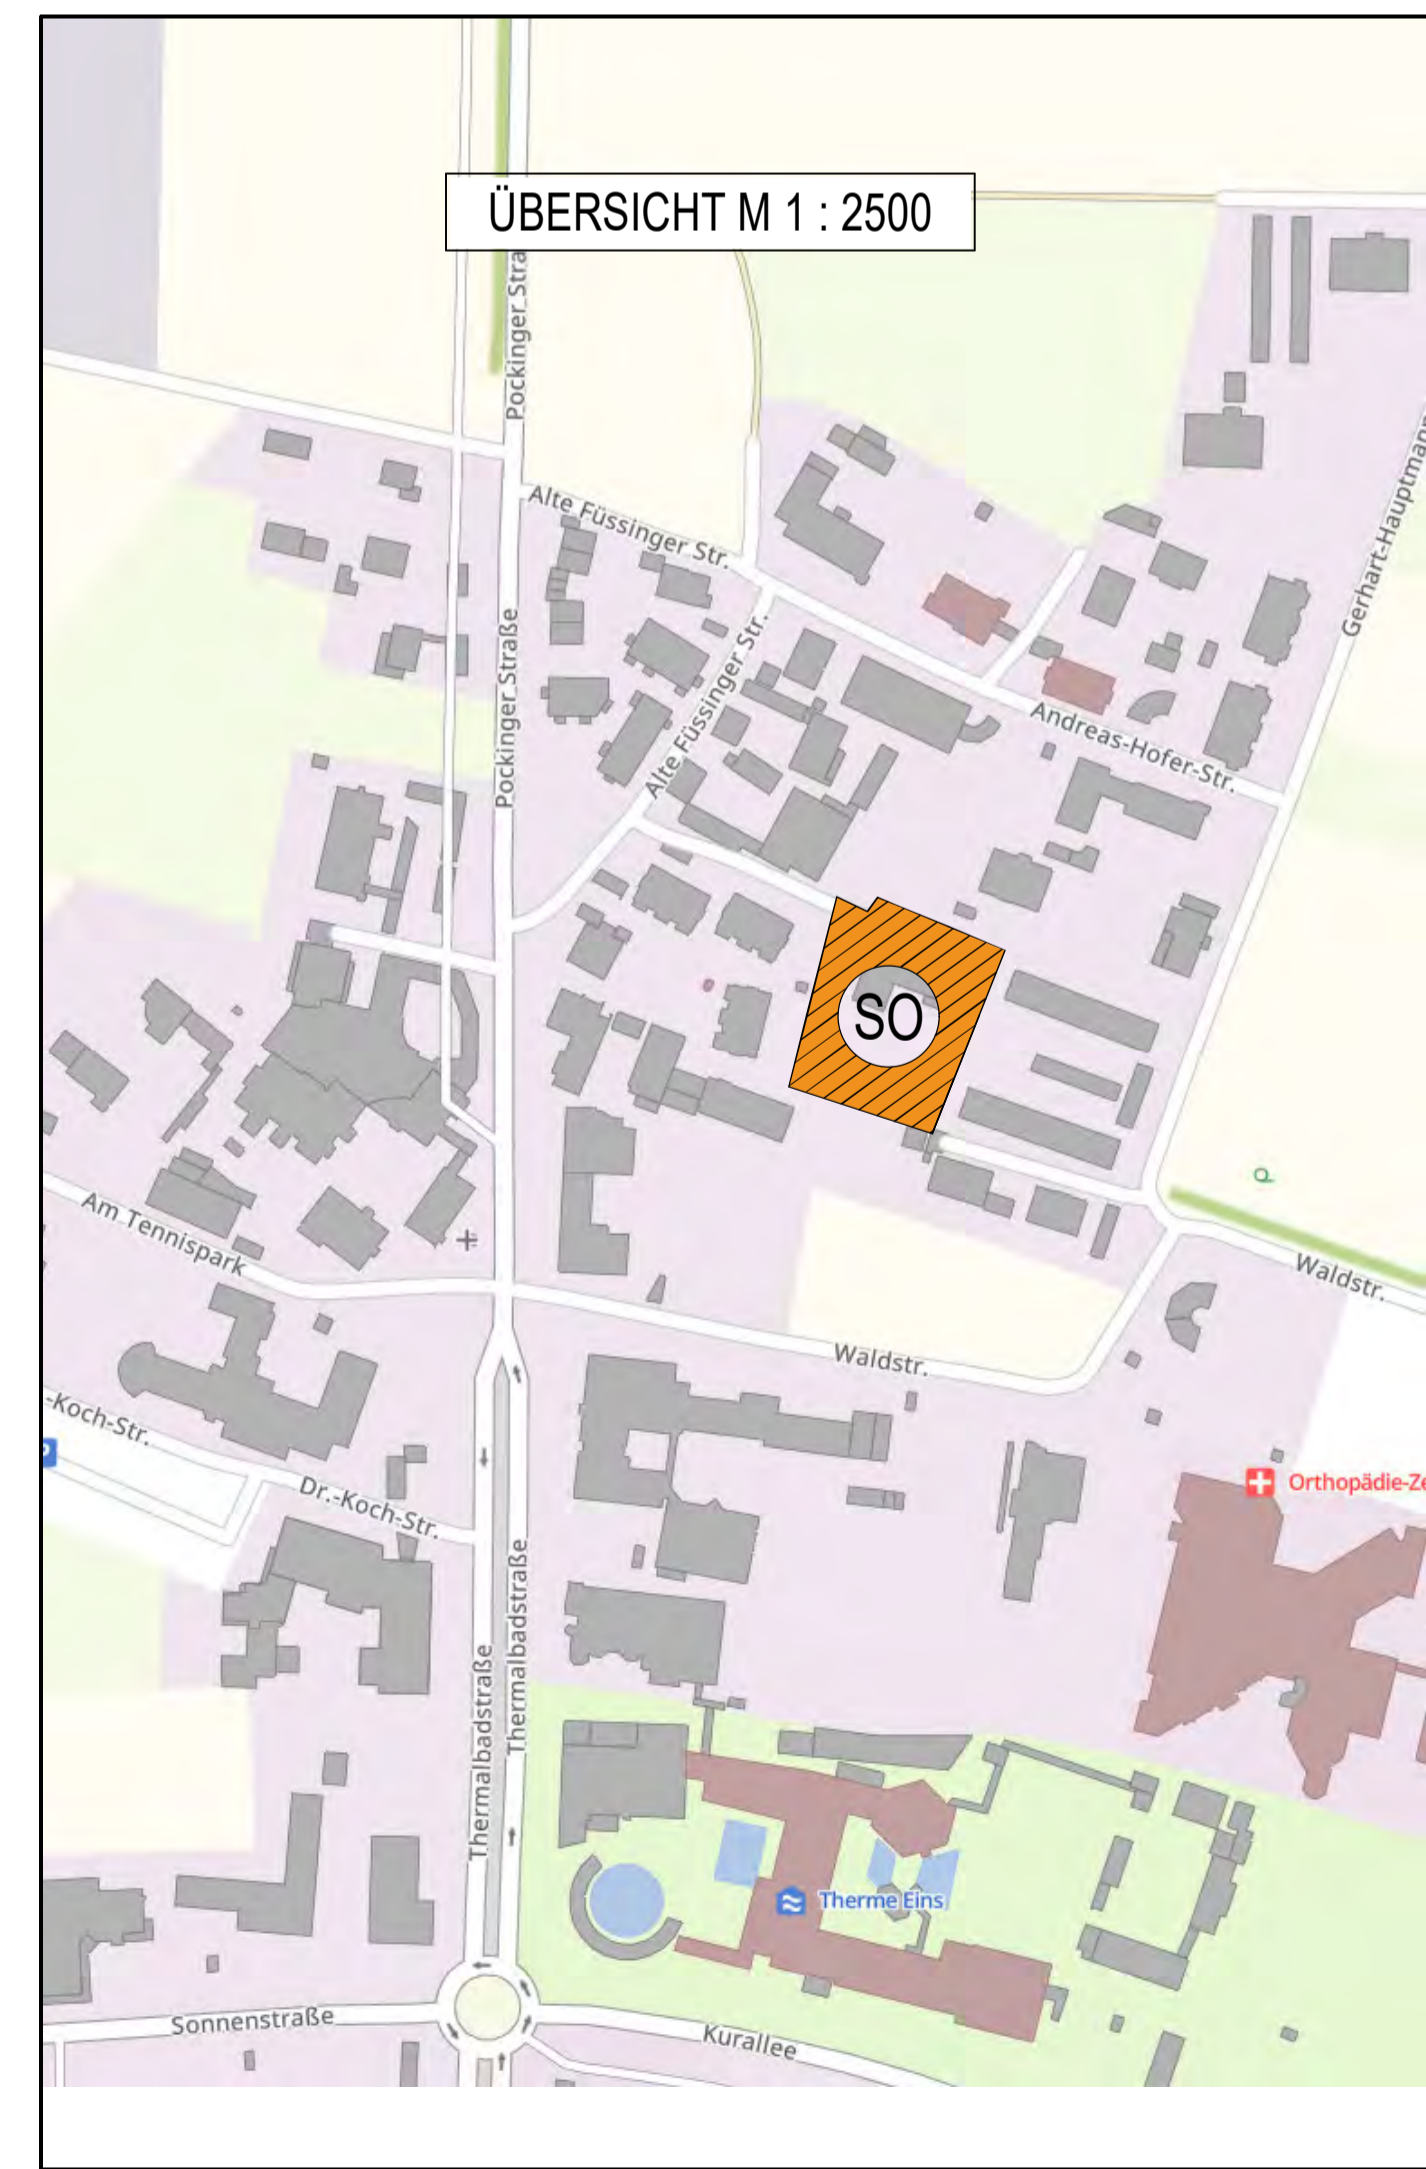 ÜBERSICHT M 1 : 2500
Pockinger Stra
Alte Füssinger Str.
Gerhart-Hauptmann
Pockinger Straße
Alte Füssinger Str.
Andreas-Hofer-Str.
SO
Am Tennispark
Waldstr.
Waldstr.
-Koch-Str.
Dr.-Koch-Str.
Orthopädie-Ze
Thermalbadstraße
Thermalbadstraße
Therme Eins
Sonnenstraße
Kurallee